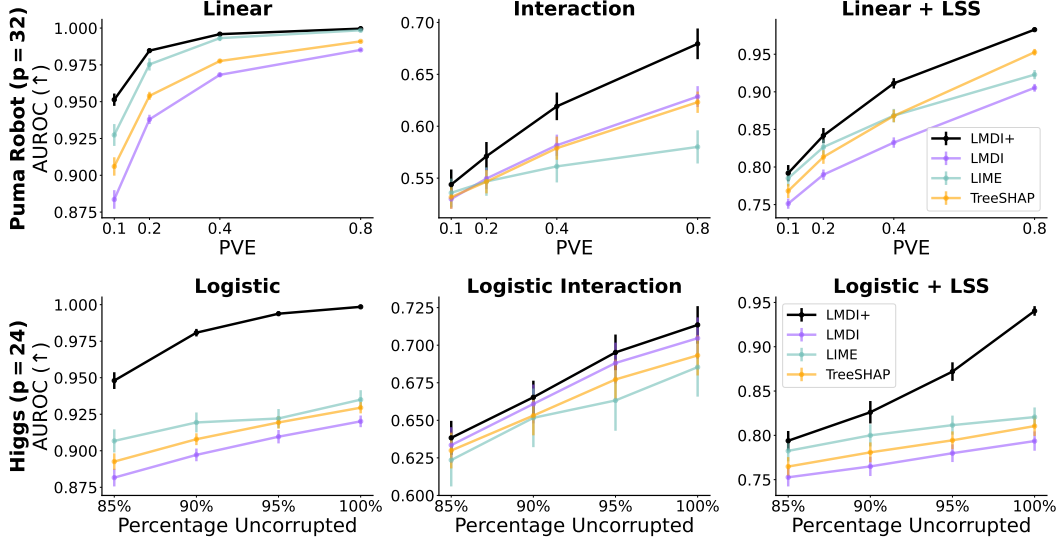 Linear
Interaction
Linear + LSS
Puma Robot (p = 32)
AUROC (↑)
1.000
0.975
0.950
0.925
0.900
0.875
0.1 0.2 0.4 0.8
PVE
0.70
0.65
0.60
0.55
0.1 0.2 0.4 0.8
PVE
0.95
0.90
0.85
0.80
0.75
LMDI+
LMDI
LIME
TreeSHAP
0.1 0.2 0.4 0.8
PVE
Logistic
Logistic Interaction
Logistic + LSS
Higgs (p = 24)
AUROC (↑)
1.000
0.975
0.950
0.925
0.900
0.875
85% 90% 95% 100%
Percentage Uncorrupted
0.725
0.700
0.675
0.650
0.625
0.600
85% 90% 95% 100%
Percentage Uncorrupted
0.95
0.90
0.85
0.80
0.75
LMDI+
LMDI
LIME
TreeSHAP
85% 90% 95% 100%
Percentage Uncorrupted